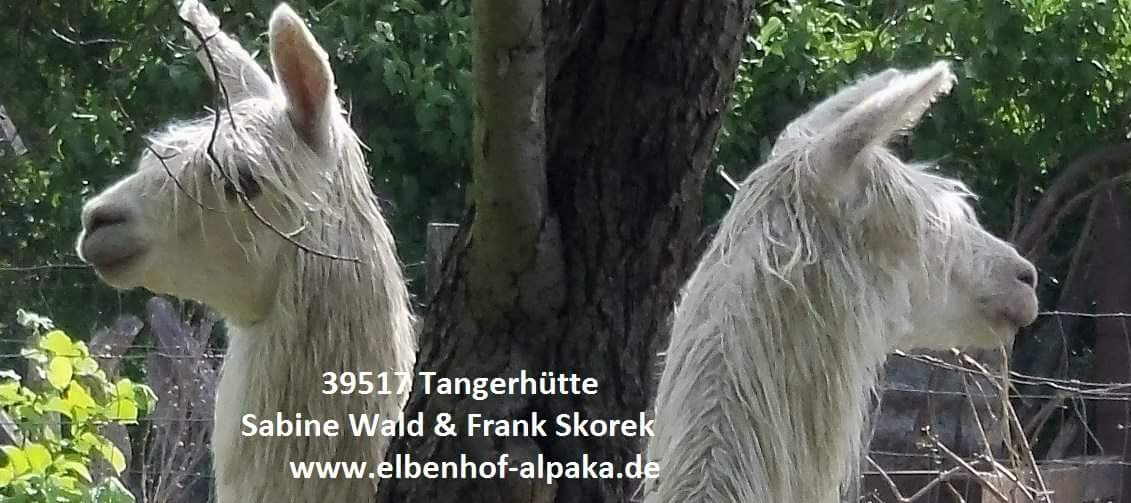 39517 Tangerhütte
Sabine Wald & Frank Skorek
www.elbenhof-alpaka.de